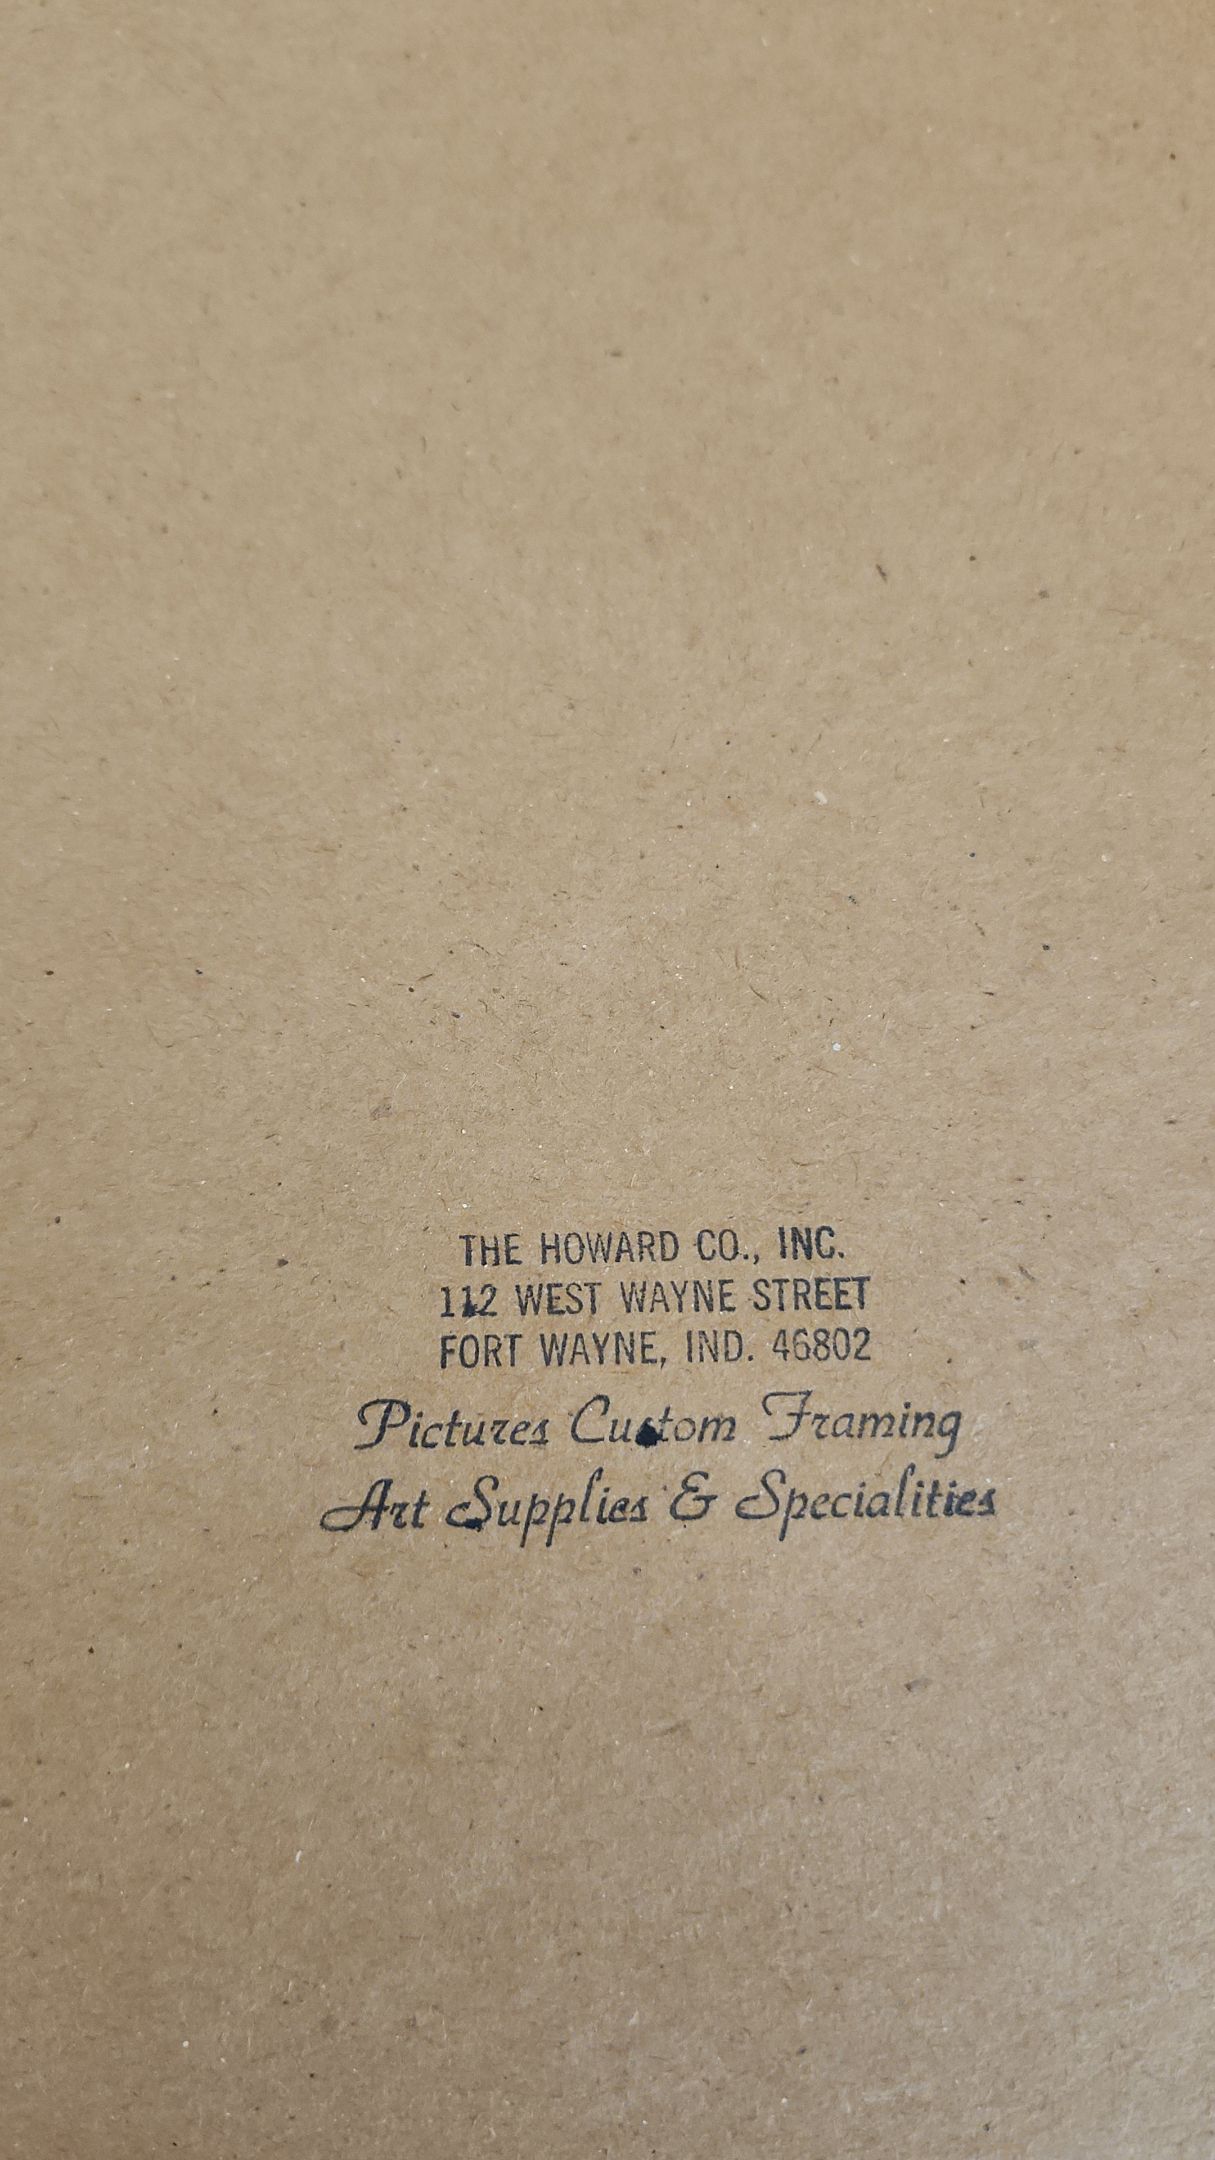 THE HOWARD CO., INC.
112 WEST WAYNE STREET
FORT WAYNE, IND. 46802
Pictures Custom Framing
Art Supplies & Specialities